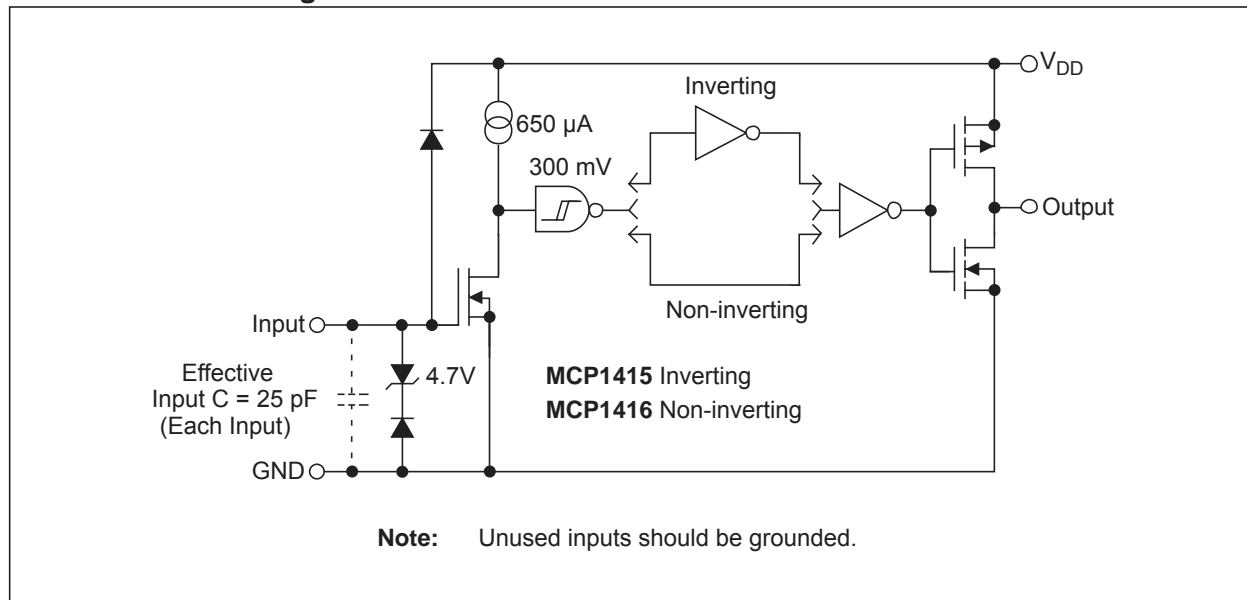 V_DD
Inverting
650 µA
300 mV
Output
Non-inverting
Input
4.7V
Effective
Input C = 25 pF
(Each Input)
MCP1415 Inverting
MCP1416 Non-inverting
GND
Note: Unused inputs should be grounded.